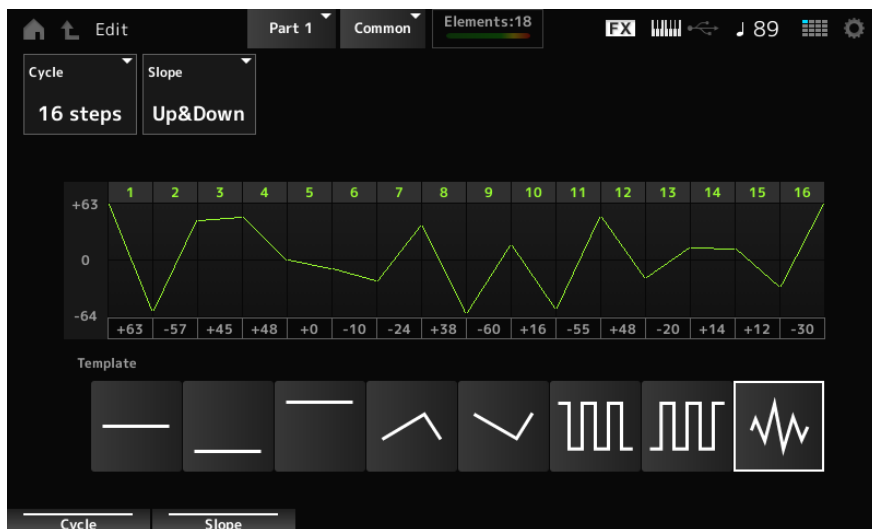 Edit
Part 1
Common
Elements:18
FX
89
Cycle
16 steps
Slope
Up&Down
1 2 3 4 5 6 7 8 9 10 11 12 13 14 15 16
+63
0
-64
+63 -57 +45 +48 +0 -10 -24 +38 -60 +16 -55 +48 -20 +14 +12 -30
Template
Cycle
Slope